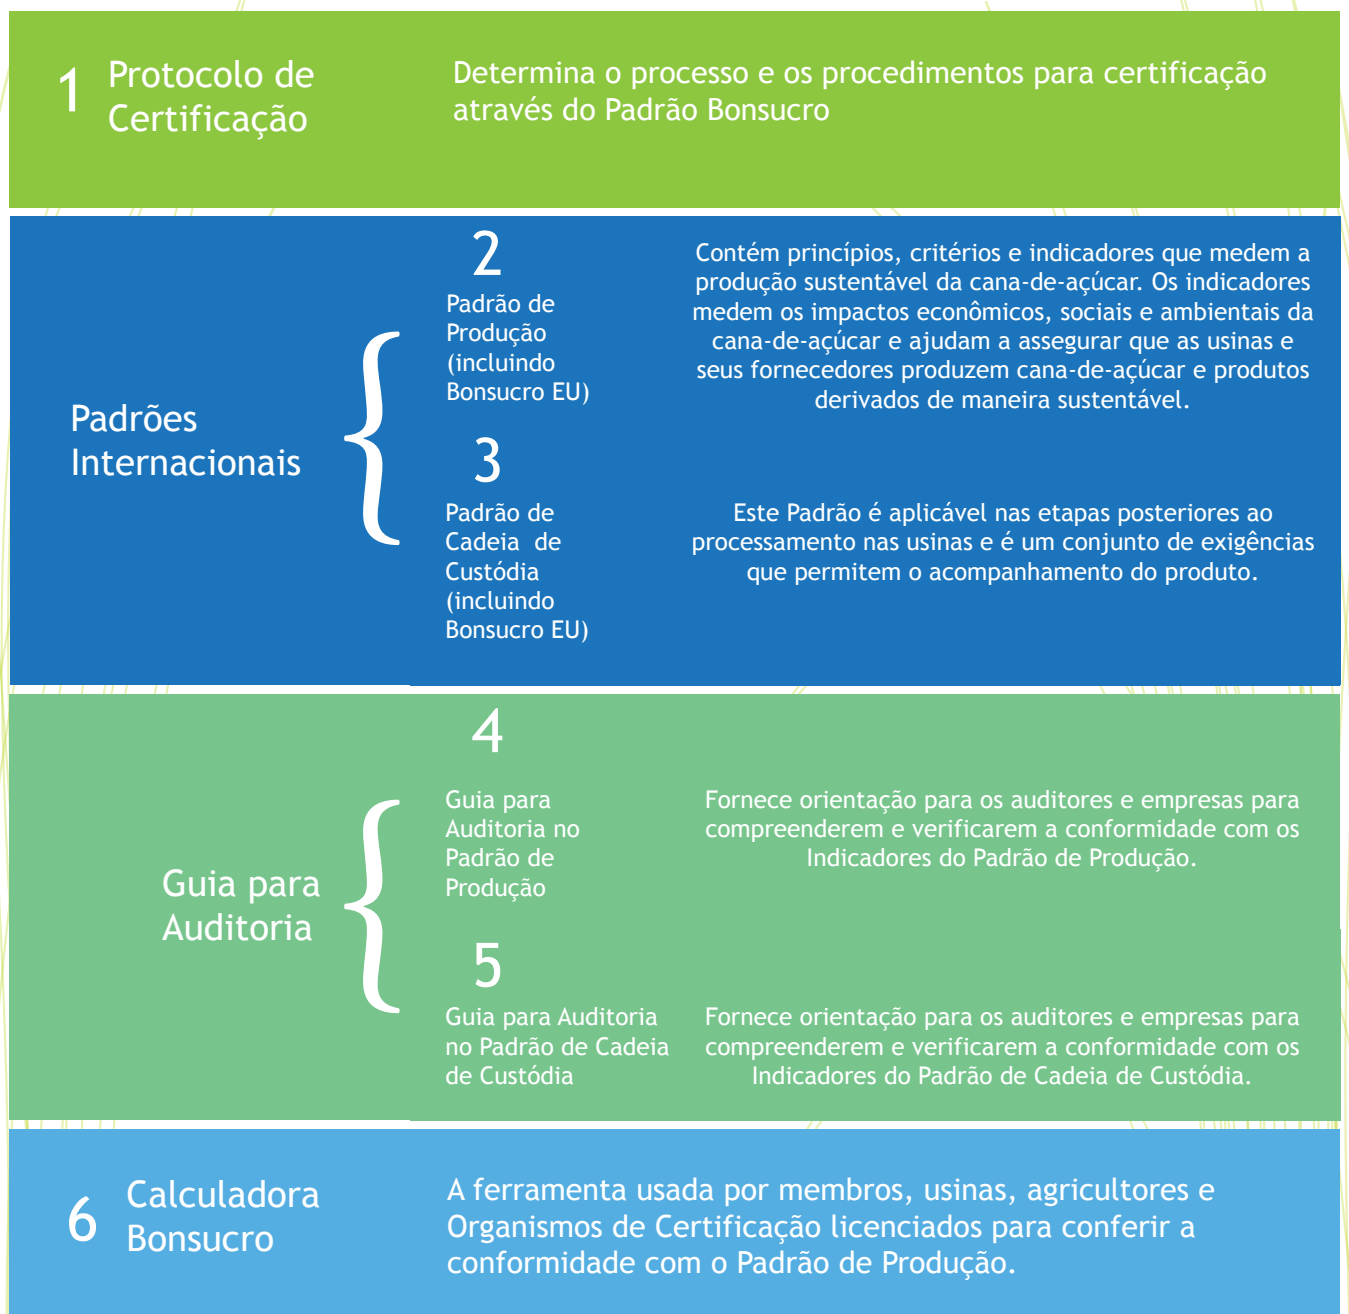 1
Protocolo de
Certificação
Determina o processo e os procedimentos para certificação
através do Padrão Bonsucro
Padrões
Internacionais
2
Padrão de
Produção
(incluindo
Bonsucro EU)
Contém princípios, critérios e indicadores que medem a
produção sustentável da cana-de-açúcar. Os indicadores
medem os impactos econômicos, sociais e ambientais da
cana-de-açúcar e ajudam a assegurar que as usinas e
seus fornecedores produzem cana-de-açúcar e produtos
derivados de maneira sustentável.
3
Padrão de
Cadeia de
Custódia
(incluindo
Bonsucro EU)
Este Padrão é aplicável nas etapas posteriores ao
processamento nas usinas e é um conjunto de exigências
que permitem o acompanhamento do produto.
Guia para
Auditoria
4
Guia para
Auditoria no
Padrão de
Produção
Fornece orientação para os auditores e empresas para
compreenderem e verificarem a conformidade com os
Indicadores do Padrão de Produção.
5
Guia para Auditoria
no Padrão de Cadeia
de Custódia
Fornece orientação para os auditores e empresas para
compreenderem e verificarem a conformidade com os
Indicadores do Padrão de Cadeia de Custódia.
6
Calculadora
Bonsucro
A ferramenta usada por membros, usinas, agricultores e
Organismos de Certificação licenciados para conferir a
conformidade com o Padrão de Produção.